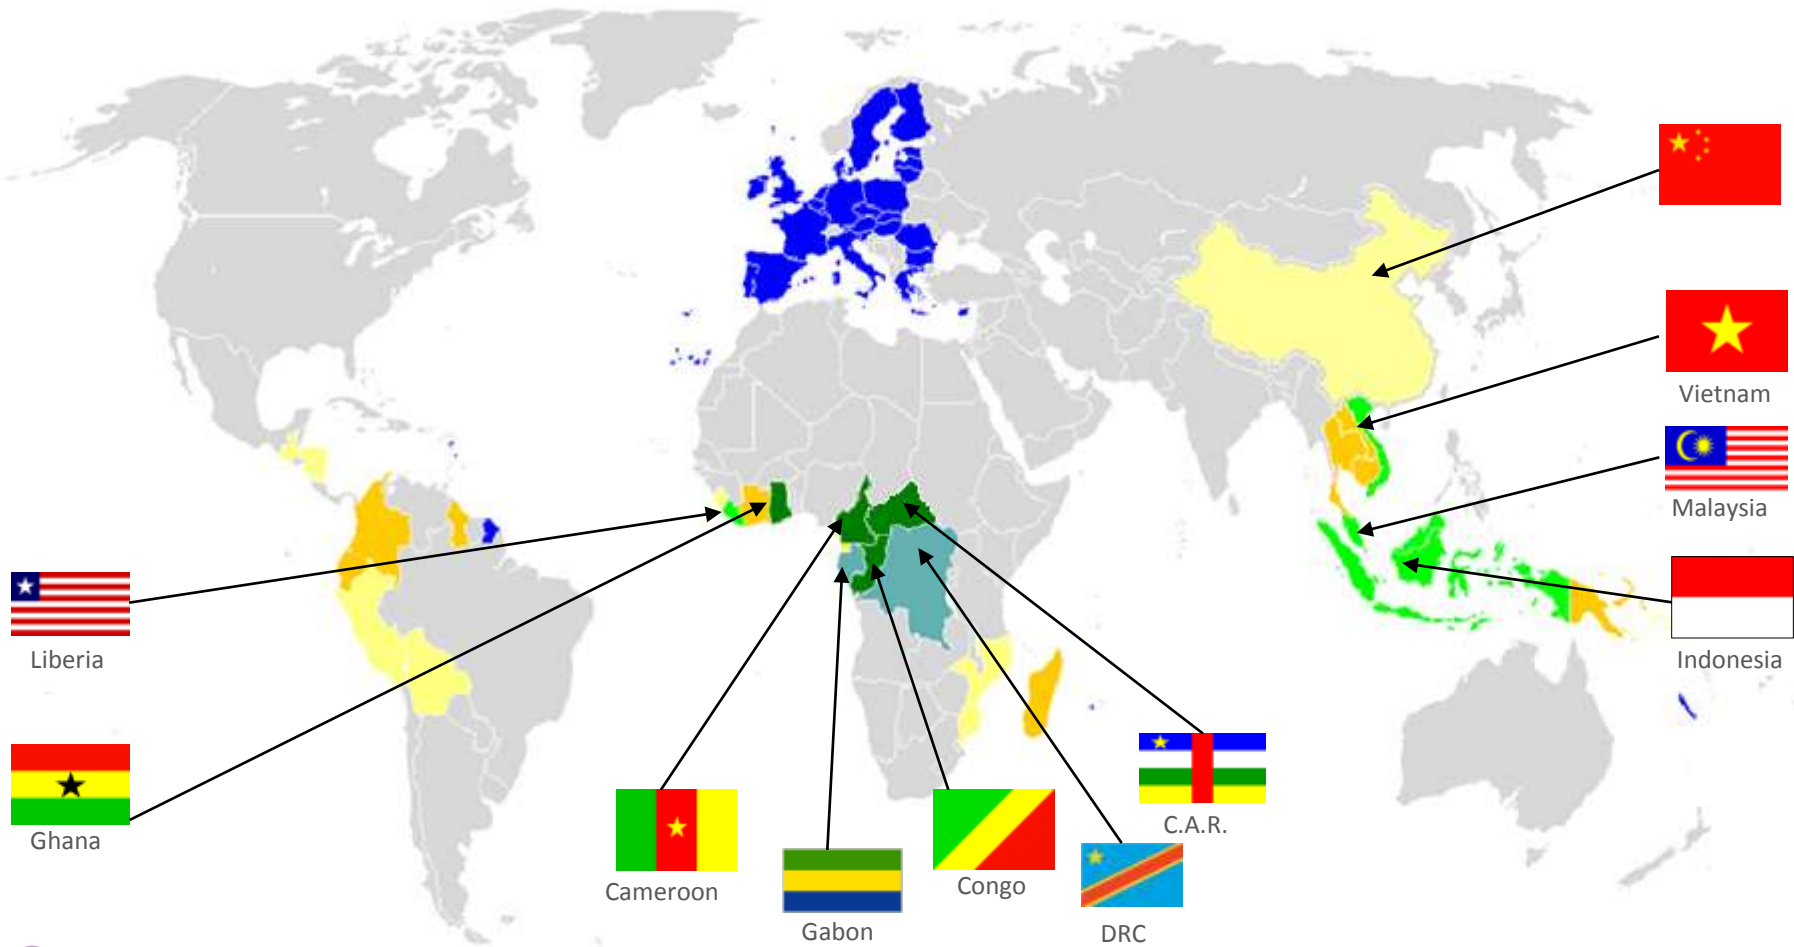 Vietnam
Malaysia
Liberia
Indonesia
Ghana
C.A.R.
Cameroon
Congo
Gabon
DRC